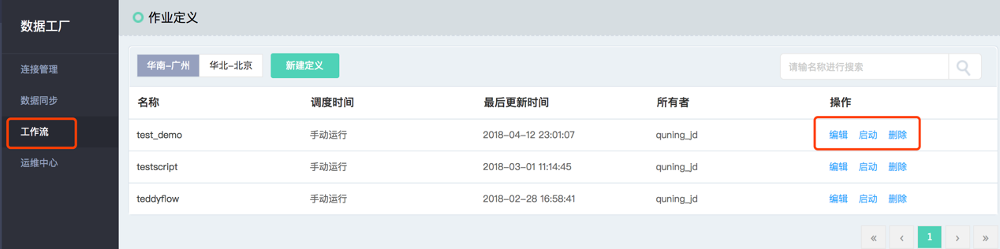 数据工厂
连接管理
数据同步
工作流
运维中心
作业定义
华南-广州 华北-北京 新建定义 请输名称进行搜索
名称 调度时间 最后更新时间 所有者 操作
test_demo 手动运行 2018-04-12 23:01:07 quning_jd 编辑 启动 删除
testscript 手动运行 2018-03-01 11:14:45 quning_jd 编辑 启动 删除
teddyflow 手动运行 2018-02-28 16:58:41 quning_jd 编辑 启动 删除
« ‹ 1 › »